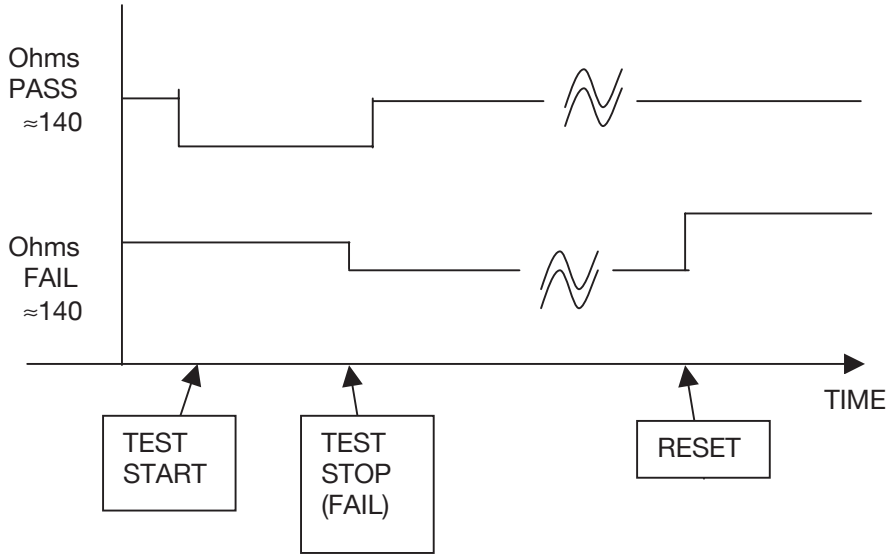 Ohms
PASS
≈140
Ohms
FAIL
≈140
TIME
TEST
START
TEST
STOP
(FAIL)
RESET